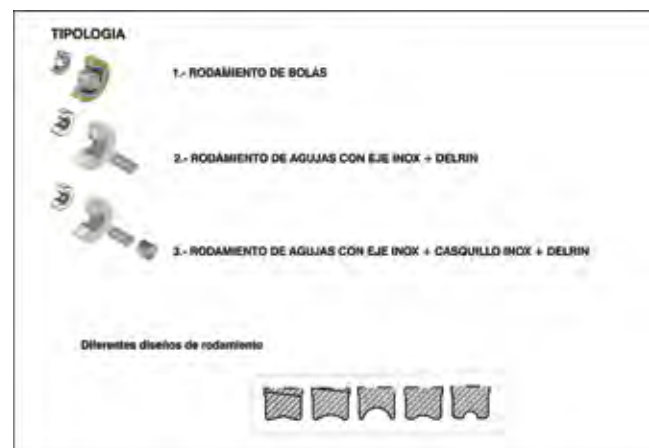 TIPOLOGIA
1.- RODAMIENTO DE BOLAS
2.- RODAMIENTO DE AGUJAS CON EJE INOX + DELRIN
3.- RODAMIENTO DE AGUJAS CON EJE INOX + CASQUILLO INOX + DELRIN
Diferentes diseños de rodamiento